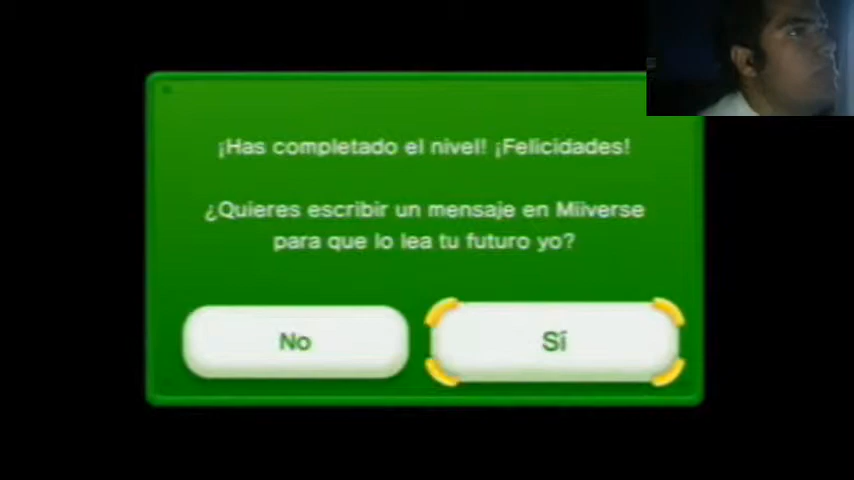 ¡Has completado el nivel! ¡Felicidades!
¿Quieres escribir un mensaje en Miiverse
para que lo lea tu futuro yo?
No
Sí